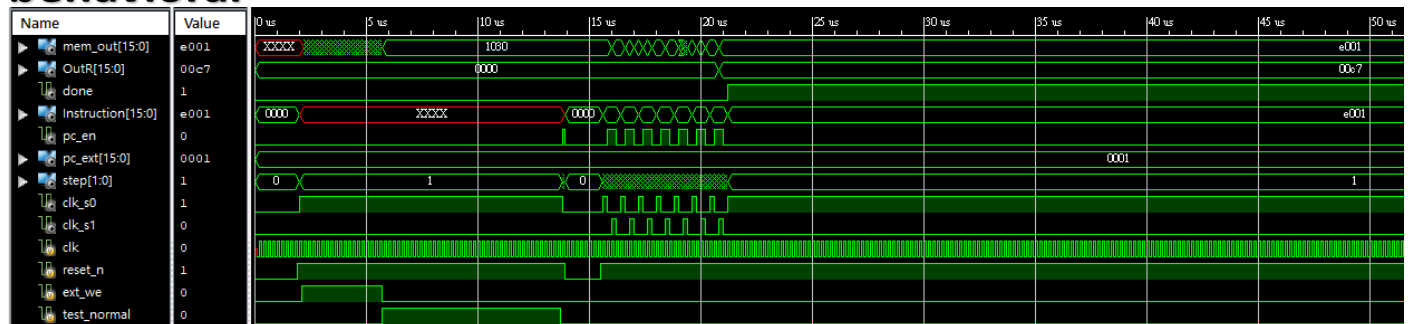 behavioral
Name Value 0 us 5 us 10 us 15 us 20 us 25 us 30 us 35 us 40 us 45 us 50 us
mem_out[15:0] e001 XXXX 1030 e001
OutR[15:0] 00c7 0000 00c7
done 1
Instruction[15:0] e001 0000 XXXX 0000 e001
pc_en 0
pc_ext[15:0] 0001 0001
step[1:0] 1 0 1 0 1
clk_s0 1
clk_s1 0
clk 0
reset_n 1
ext_we 0
test_normal 0